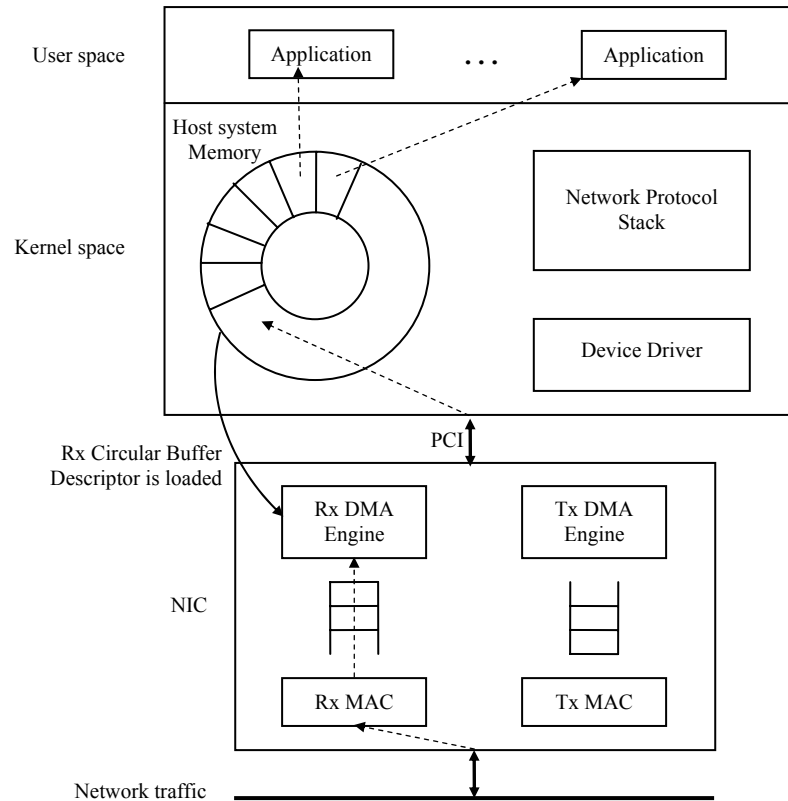 User space
Application
...
Application
Host system
Memory
Network Protocol
Stack
Kernel space
Device Driver
PCI
Rx Circular Buffer
Descriptor is loaded
Rx DMA
Engine
Tx DMA
Engine
NIC
Rx MAC
Tx MAC
Network traffic